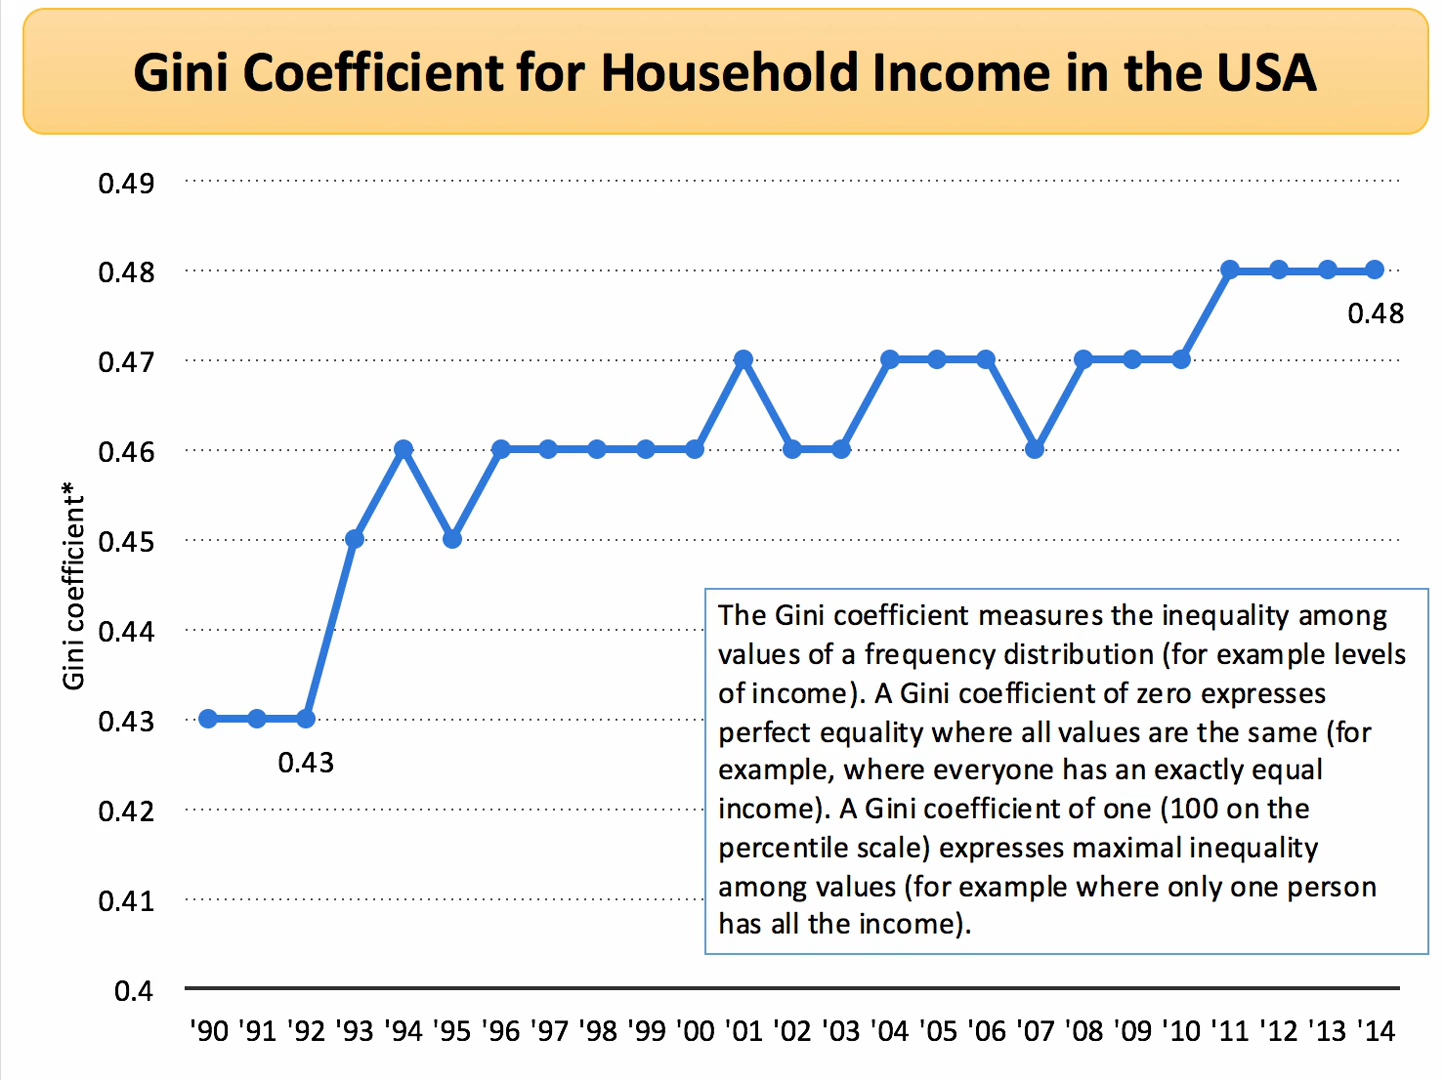 Gini Coefficient for Household Income in the USA
0.49
0.48
0.48
0.47
0.46
Gini coefficient*
0.45
0.44
0.43
0.43
0.42
0.41
0.4
The Gini coefficient measures the inequality among
values of a frequency distribution (for example levels
of income). A Gini coefficient of zero expresses
perfect equality where all values are the same (for
example, where everyone has an exactly equal
income). A Gini coefficient of one (100 on the
percentile scale) expresses maximal inequality
among values (for example where only one person
has all the income).
'90 '91 '92 '93 '94 '95 '96 '97 '98 '99 '00 '01 '02 '03 '04 '05 '06 '07 '08 '09 '10 '11 '12 '13 '14